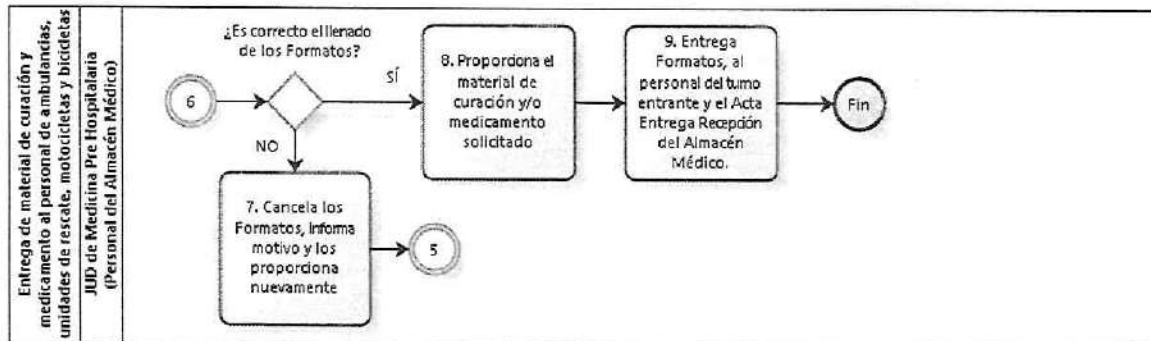 Entrega de material de curación y
medicamento al personal de ambulancias,
unidades de rescate, motocicletas y bicicletas
JUD de Medicina Pre Hospitalaria
(Personal del Almacén Médico)
6
¿Es correcto el llenado
de los Formatos?
SÍ
NO
8. Proporciona el
material de
curación y/o
medicamento
solicitado
9. Entrega
Formatos, al
personal del turno
entrante y el Acta
Entrega Recepción
del Almacén
Médico.
Fin
7. Cancela los
Formatos, informa
motivo y los
proporciona
nuevamente
5